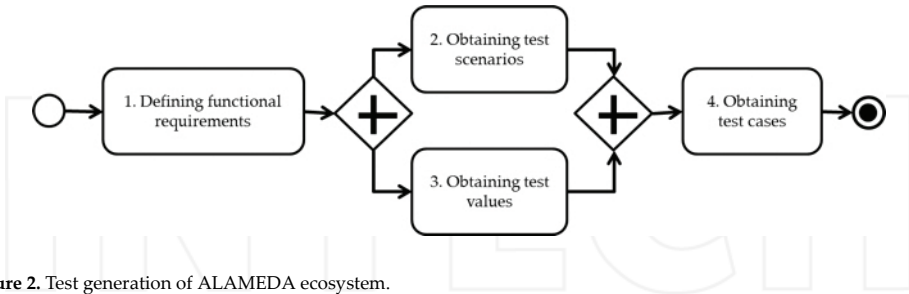 1. Defining functional
requirements
2. Obtaining test
scenarios
3. Obtaining test
values
4. Obtaining
test cases
ure 2. Test generation of ALAMEDA ecosystem.